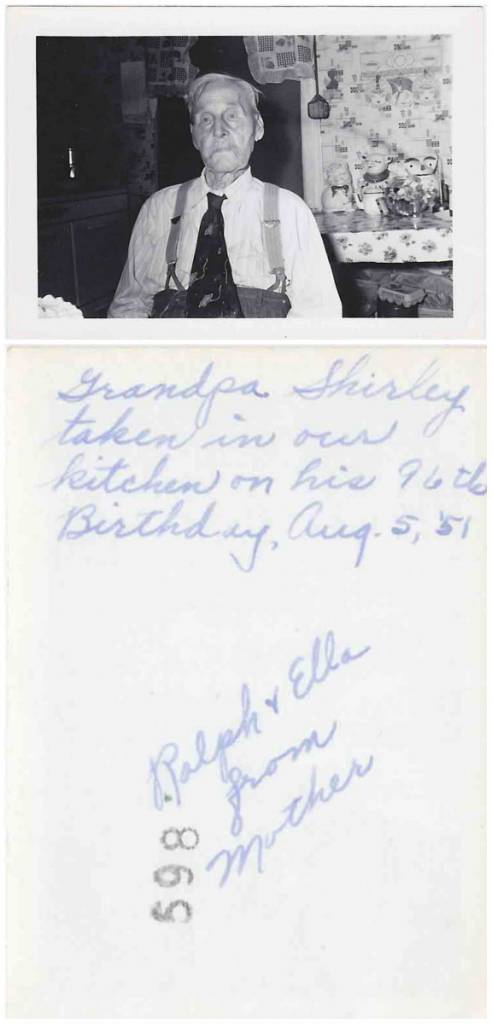 Grandpa Shirley
taken in our
kitchen on his 96th
Birthday, Aug. 5, '51
Ralph & Ella
from
Mother
598